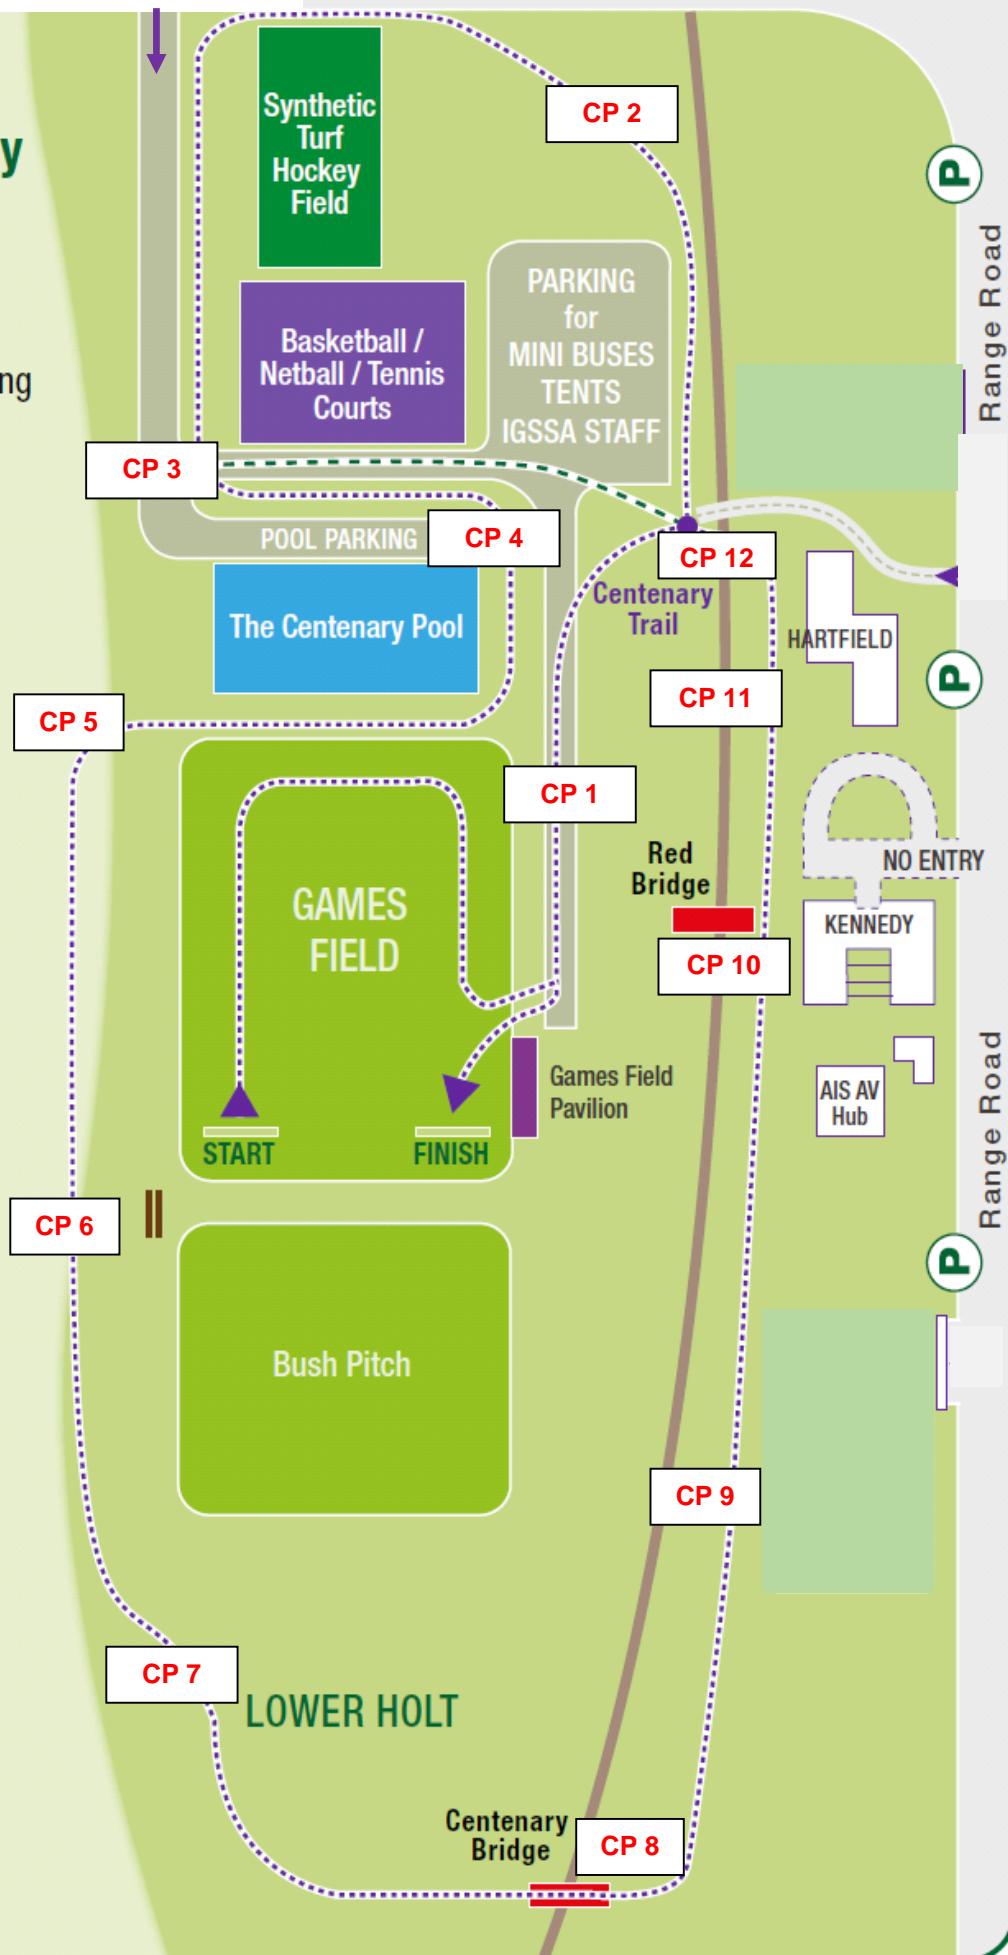 y
ng
Synthetic
Turf
Hockey
Field
CP 2
P
Range Road
PARKING
for
MINI BUSES
TENTS
IGSSA STAFF
Basketball /
Netball / Tennis
Courts
CP 3
POOL PARKING
CP 4
CP 12
Centenary
Trail
The Centenary Pool
HARTFIELD
P
CP 11
CP 5
CP 1
Red
Bridge
NO ENTRY
GAMES
FIELD
KENNEDY
CP 10
Games Field
Pavilion
AIS AV
Hub
START
FINISH
Range Road
CP 6
P
Bush Pitch
CP 9
CP 7
LOWER HOLT
Centenary
Bridge
CP 8